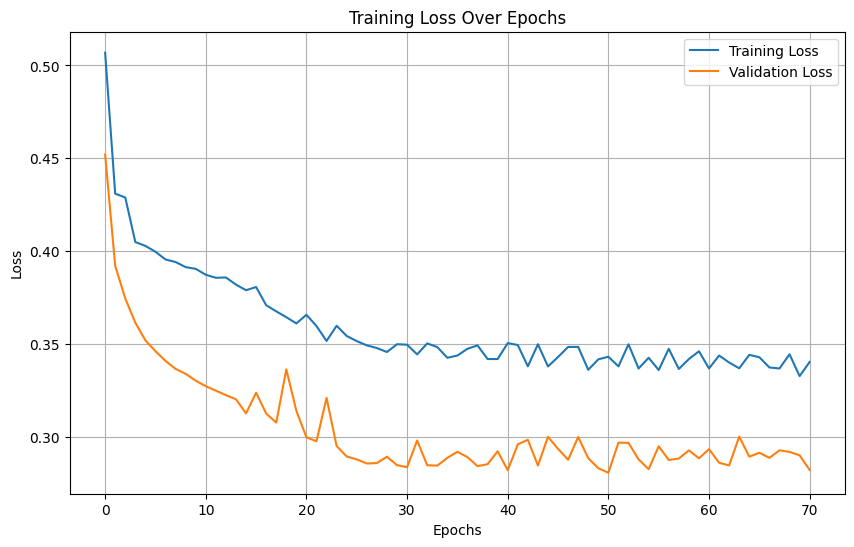 Training Loss Over Epochs
Training Loss
Validation Loss
Loss
0.50
0.45
0.40
0.35
0.30
0 10 20 30 40 50 60 70
Epochs